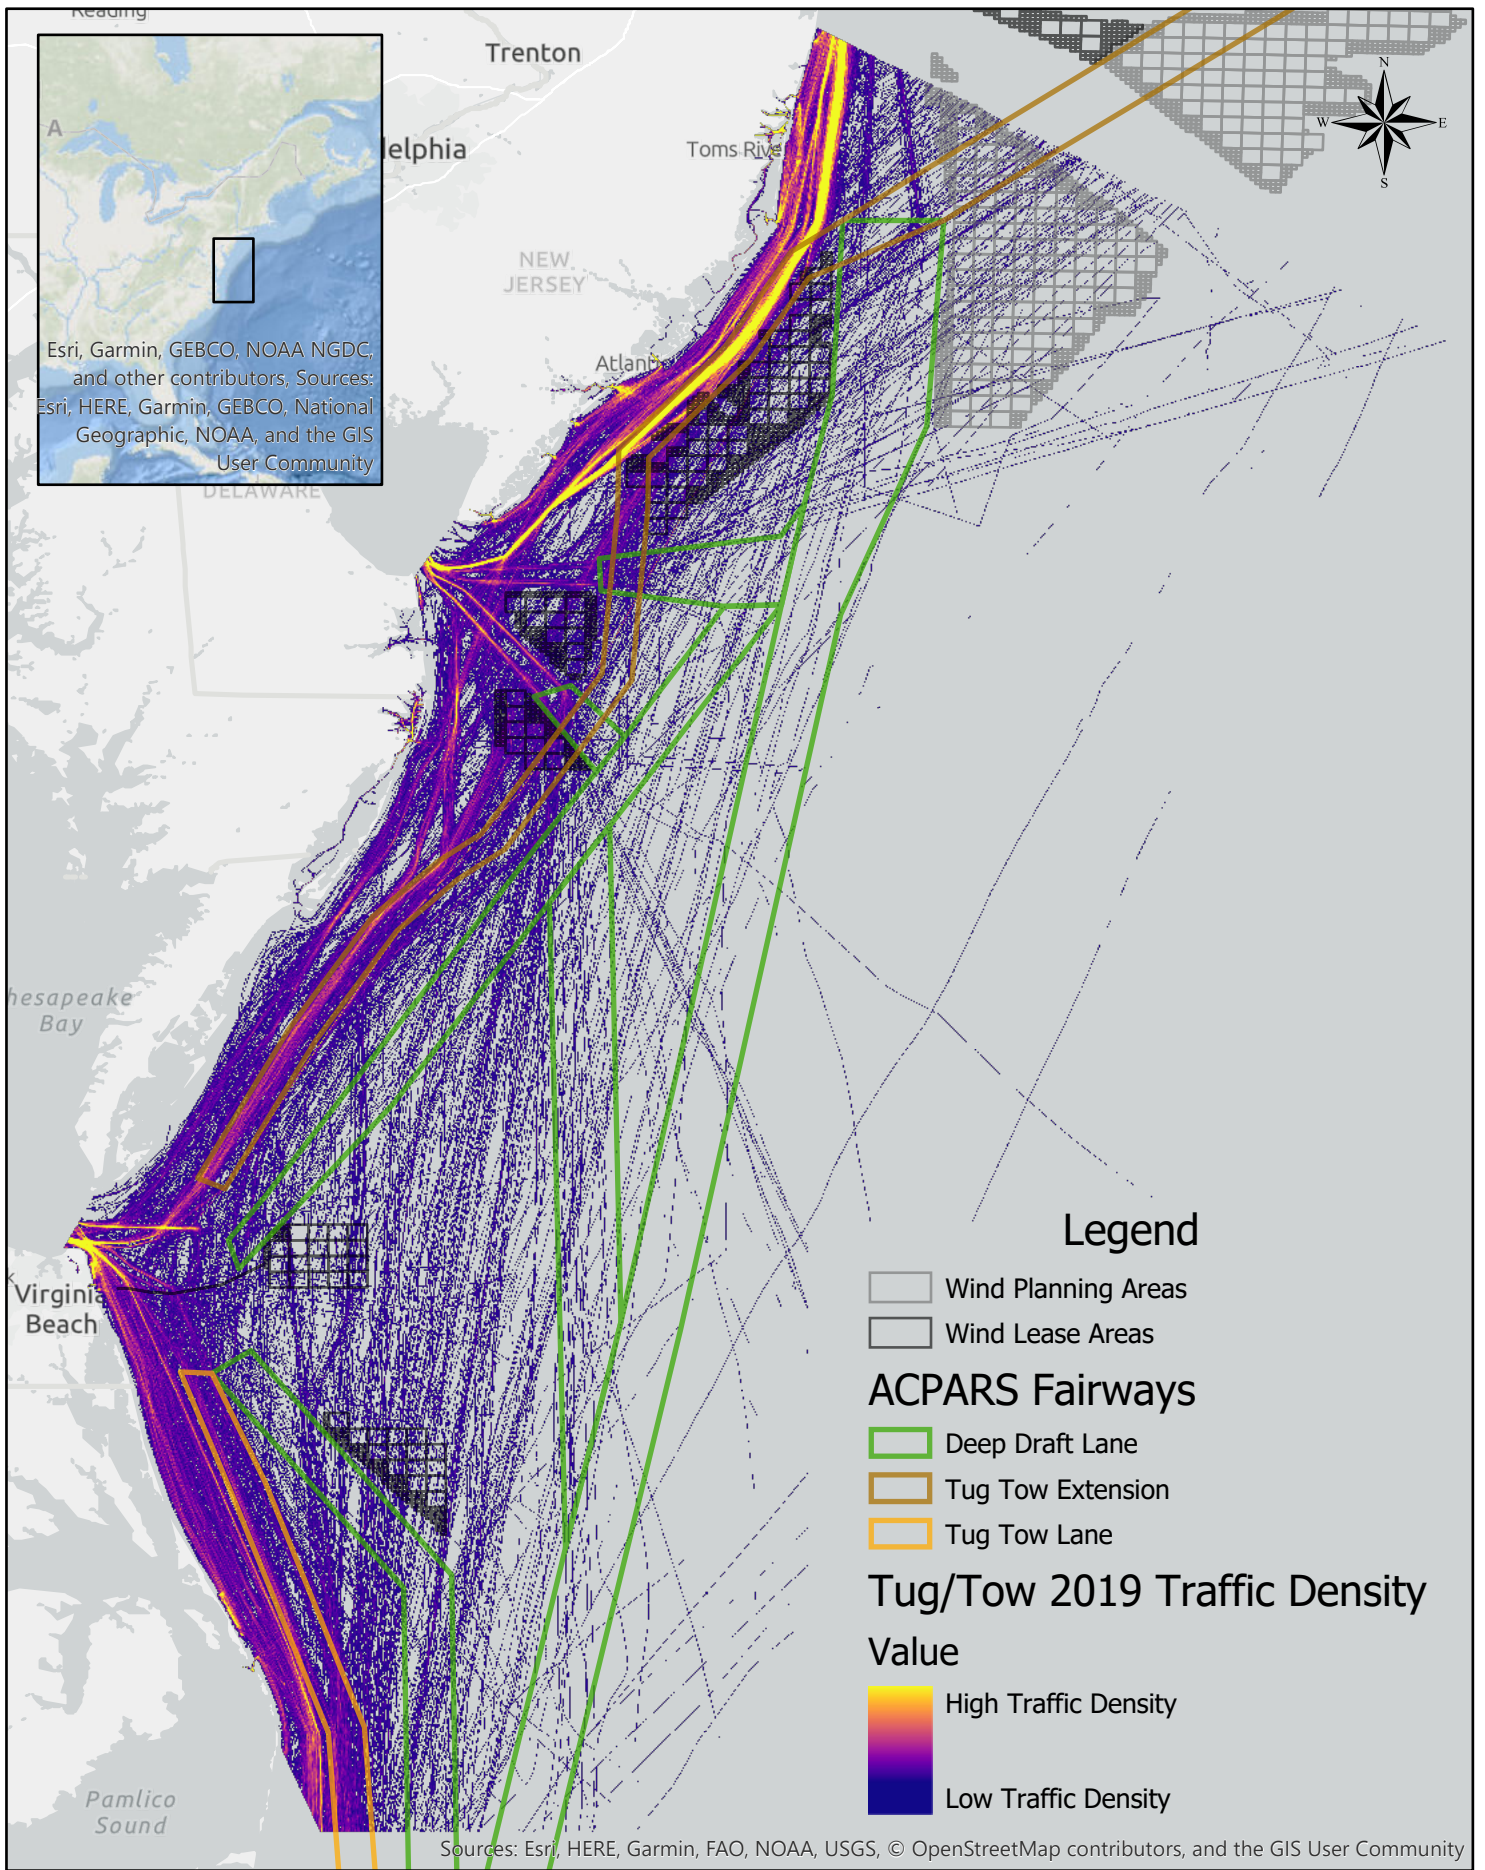 Reading
Trenton
A
lelphia
Toms Rive
NEW
JERSEY
Esri, Garmin, GEBCO, NOAA NGDC,
and other contributors, Sources:
Esri, HERE, Garmin, GEBCO, National
Geographic, NOAA, and the GIS
User Community
Atlant
DELAWARE
N
W
E
S
hesapeake
Bay
Virginia
Beach
Pamlico
Sound
Legend
Wind Planning Areas
Wind Lease Areas
ACPARS Fairways
Deep Draft Lane
Tug Tow Extension
Tug Tow Lane
Tug/Tow 2019 Traffic Density
Value
High Traffic Density
Low Traffic Density
Sources: Esri, HERE, Garmin, FAO, NOAA, USGS, © OpenStreetMap contributors, and the GIS User Community